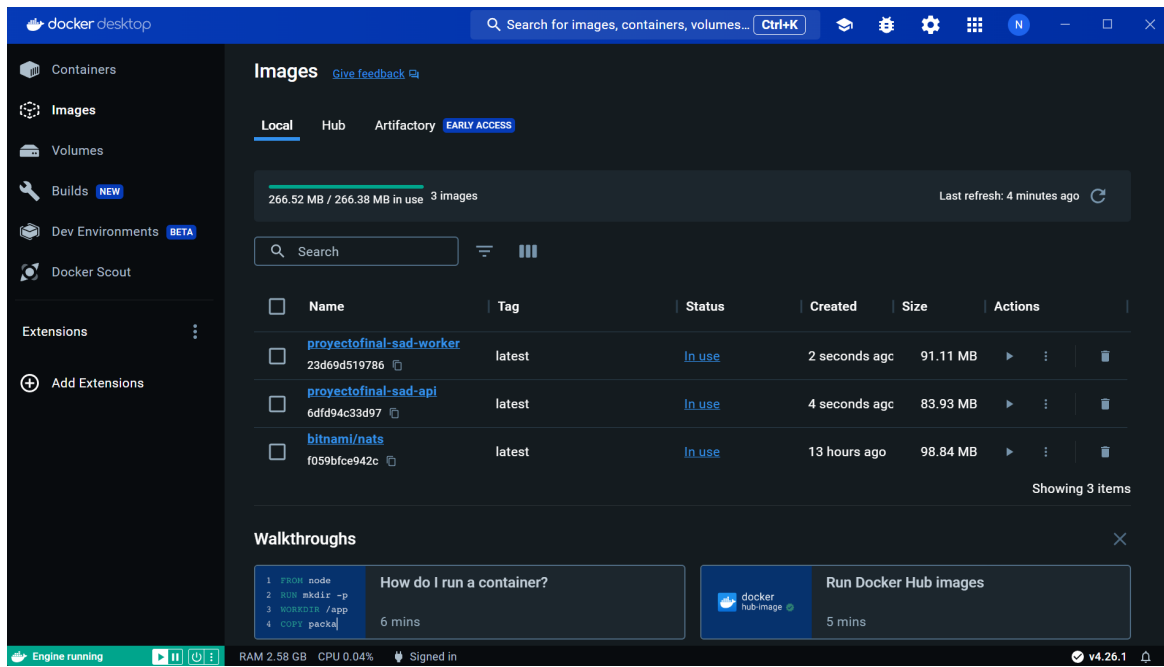 docker desktop
Search for images, containers, volumes... Ctrl+K
N
Containers
Images
Volumes
Builds NEW
Dev Environments BETA
Docker Scout
Extensions
Add Extensions
Images Give feedback
Local Hub Artifactory EARLY ACCESS
266.52 MB / 266.38 MB in use 3 images
Last refresh: 4 minutes ago
Search
Name Tag Status Created Size Actions
proyectofinal-sad-worker
23d69d519786
latest In use 2 seconds ago 91.11 MB
proyectofinal-sad-api
6dfd94c33d97
latest In use 4 seconds ago 83.93 MB
bitnami/nats
f059bfce942c
latest In use 13 hours ago 98.84 MB
Showing 3 items
Walkthroughs
1 FROM node
2 RUN mkdir -p
3 WORKDIR /app
4 COPY packa
How do I run a container?
6 mins
docker
hub-image
Run Docker Hub images
5 mins
Engine running
RAM 2.58 GB CPU 0.04% Signed in
v4.26.1